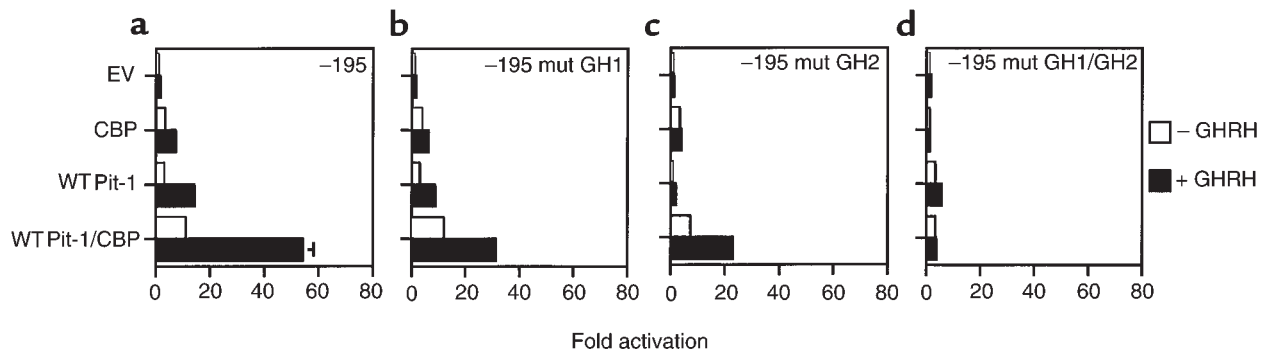 a
b
c
d
–195
–195 mut GH1
–195 mut GH2
–195 mut GH1/GH2
EV
CBP
WT Pit-1
WT Pit-1/CBP
– GHRH
+ GHRH
0 20 40 60 80
0 20 40 60 80
0 20 40 60 80
0 20 40 60 80
Fold activation